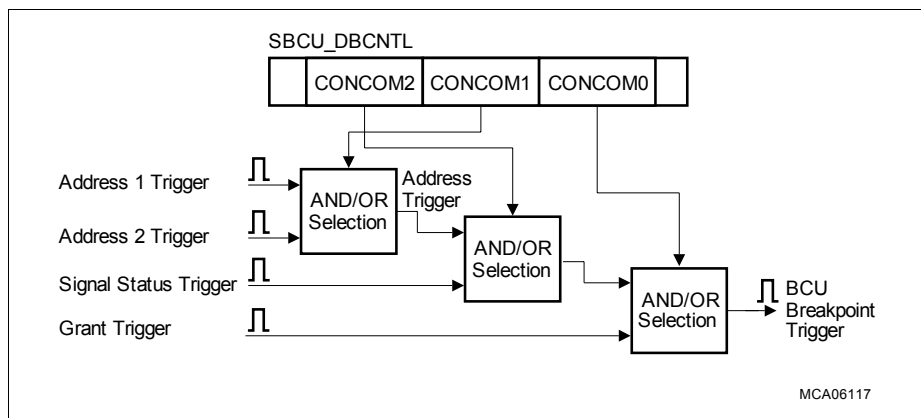 SBCU_DBCNTL
CONCOM2 CONCOM1 CONCOM0
Address 1 Trigger
Address 2 Trigger
Signal Status Trigger
Grant Trigger
AND/OR
Selection
Address
Trigger
AND/OR
Selection
AND/OR
Selection
BCU
Breakpoint
Trigger
MCA06117